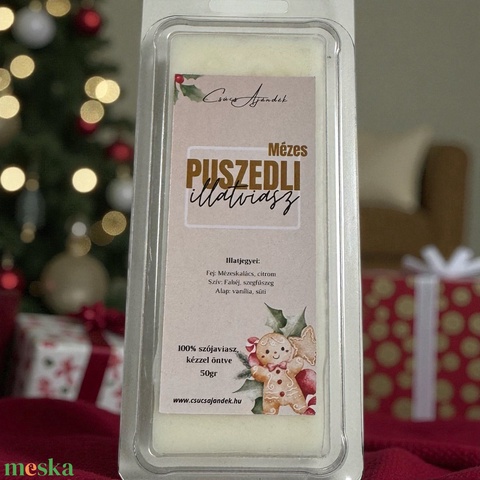 CsúcsAjándék
Mézes
PUSZEDLI
illatviasz
Illatjegyei:
Fej: Mézeskalács, citrom
Szív: Fahéj, szegfűszeg
Alap: vanília, süti
100% szójaviasz
kézzel öntve
50gr
www.csucsajandek.hu
meska